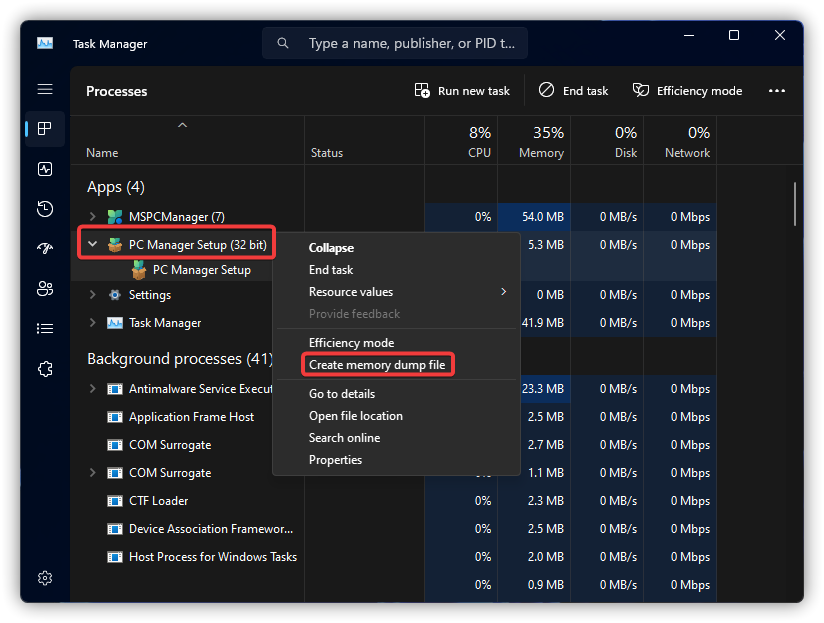 Task Manager
Type a name, publisher, or PID t...
Processes
Run new task
End task
Efficiency mode
8% 35% 0% 0%
Name Status CPU Memory Disk Network
Apps (4)
MSPCManager (7) 0% 54.0 MB 0 MB/s 0 Mbps
PC Manager Setup (32 bit) 5.3 MB 0 MB/s 0 Mbps
PC Manager Setup
Settings 0 MB 0 MB/s 0 Mbps
Task Manager 41.9 MB 0 MB/s 0 Mbps
Background processes (41)
Antimalware Service Execut 23.3 MB 0 MB/s 0 Mbps
Application Frame Host 2.5 MB 0 MB/s 0 Mbps
COM Surrogate 2.7 MB 0 MB/s 0 Mbps
COM Surrogate 1.1 MB 0 MB/s 0 Mbps
CTF Loader 0% 2.3 MB 0 MB/s 0 Mbps
Device Association Framewor... 0% 2.5 MB 0 MB/s 0 Mbps
Host Process for Windows Tasks 0% 2.0 MB 0 MB/s 0 Mbps
0% 0.9 MB 0 MB/s 0 Mbps
Collapse
End task
Resource values
Provide feedback
Efficiency mode
Create memory dump file
Go to details
Open file location
Search online
Properties